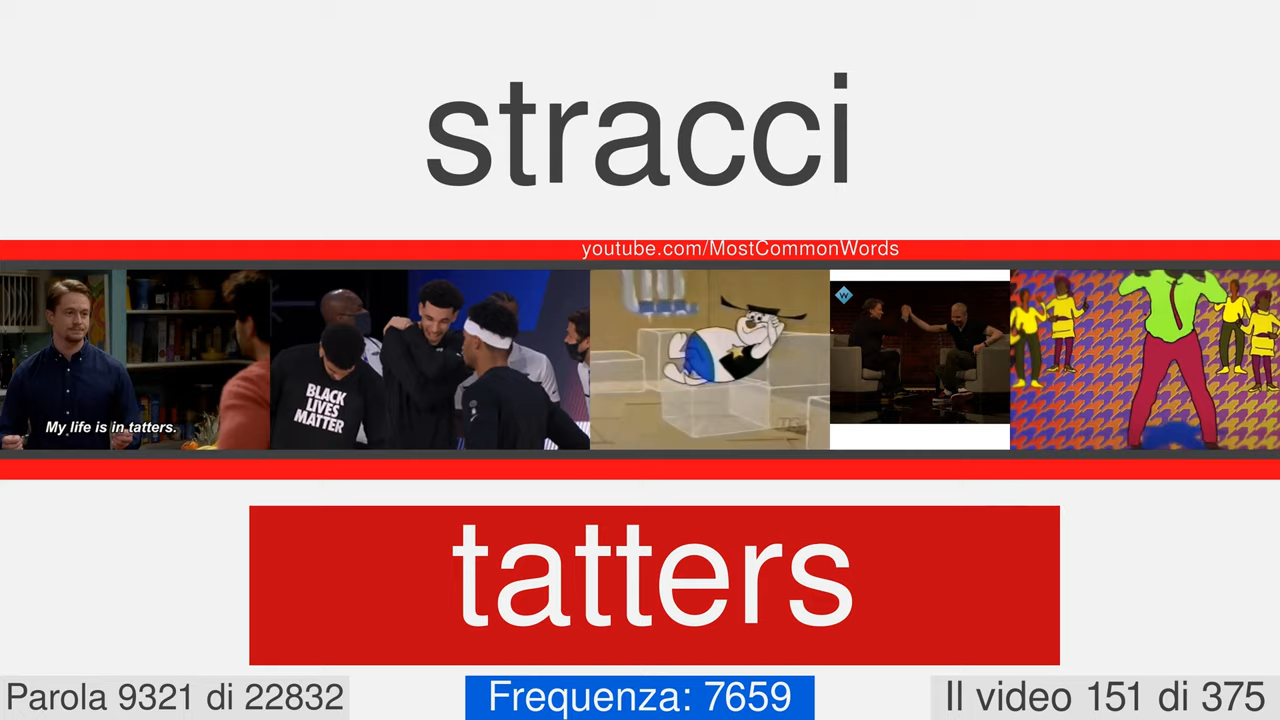 stracci
youtube.com/MostCommonWords
W
My life is in tatters.
BLACK
LIVES
MATTER
tatters
Parola 9321 di 22832
Frequenza: 7659
Il video 151 di 375